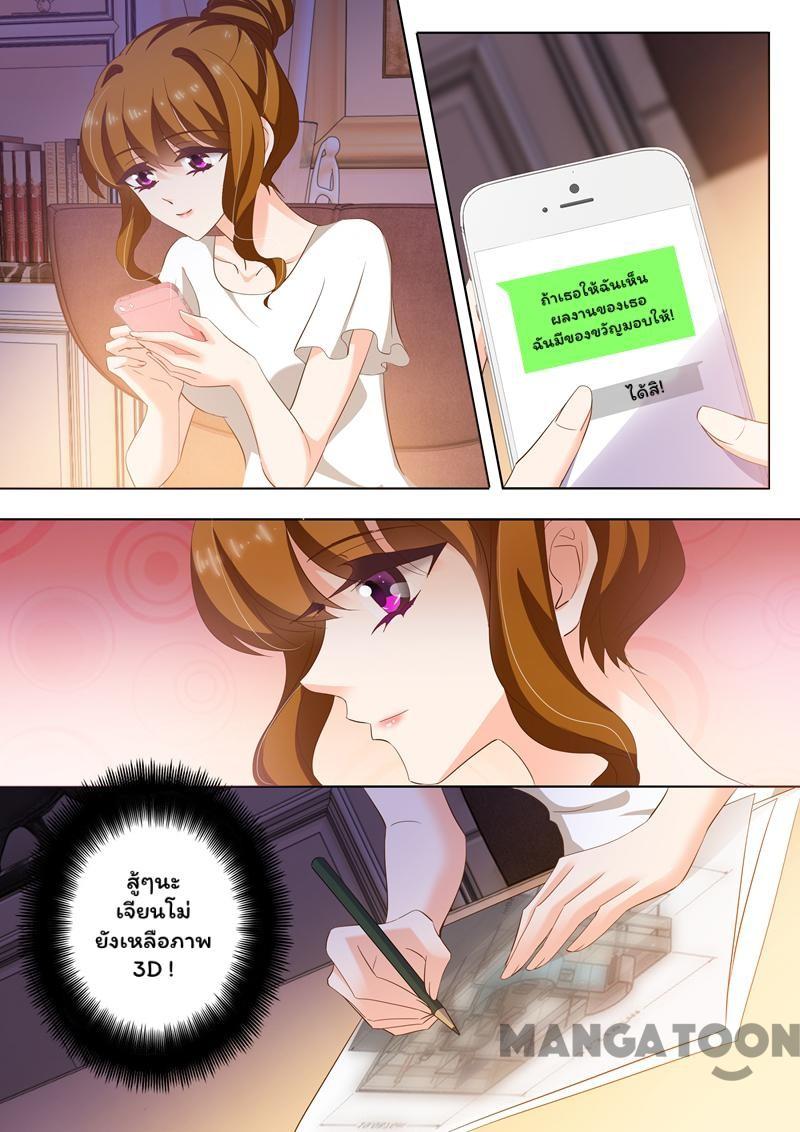 ถ้าเธอให้ฉันเห็น
ผลงานของเธอ
ฉันมีของขวัญมอบให้!
ได้สิ!
สู้ๆนะ
เจียนโม่
ยังเหลือภาพ
3D !
MANGATOON